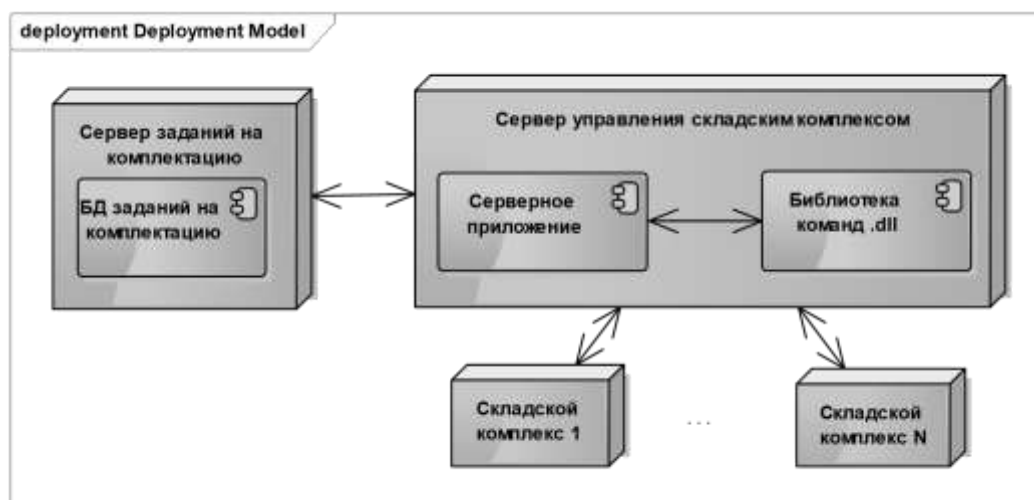 deployment Deployment Model
Сервер заданий на
комплектацию
БД заданий на
комплектацию
Сервер управления складским комплексом
Серверное
приложение
Библиотека
команд .dll
Складской
комплекс 1
...
Складской
комплекс N